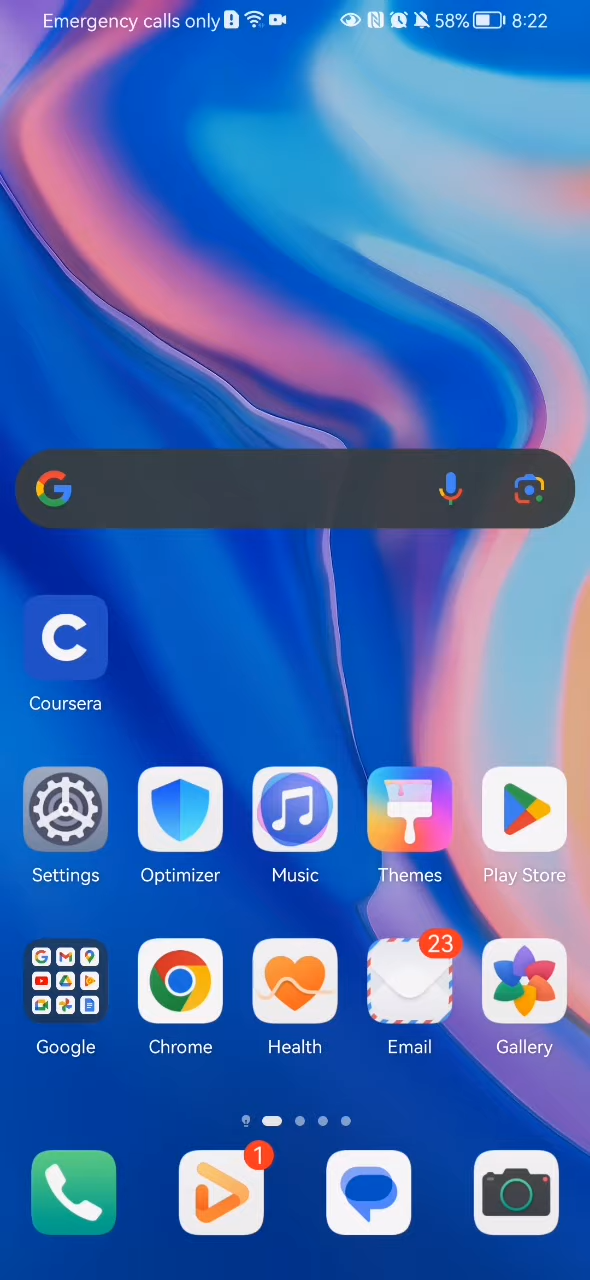 Emergency calls only 58% 8:22
Coursera
Settings Optimizer Music Themes Play Store
23
Google Chrome Health Email Gallery
1